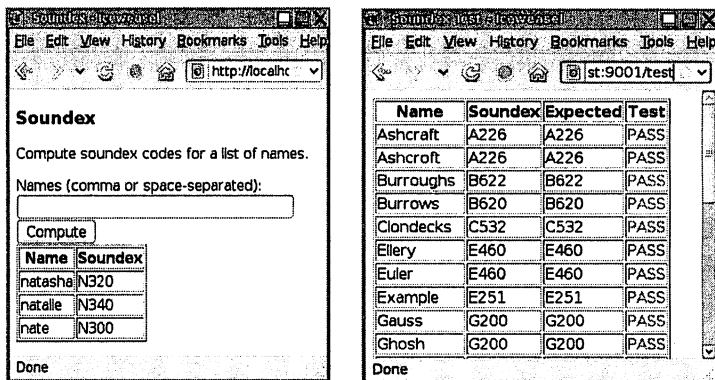 Soundex - Iceweasel
File Edit View History Bookmarks Tools Help
http://localhc
Soundex
Compute soundex codes for a list of names.
Names (comma or space-separated):
Compute
Name Soundex
natasha N320
natalie N340
nate N300
Done
Soundex Test - Iceweasel
File Edit View History Bookmarks Tools Help
st:9001/test
Name Soundex Expected Test
Ashcraft A226 A226 PASS
Ashcroft A226 A226 PASS
Burroughs B622 B622 PASS
Burrows B620 B620 PASS
Clondecks C532 C532 PASS
Ellery E460 E460 PASS
Euler E460 E460 PASS
Example E251 E251 PASS
Gauss G200 G200 PASS
Ghosh G200 G200 PASS
Done